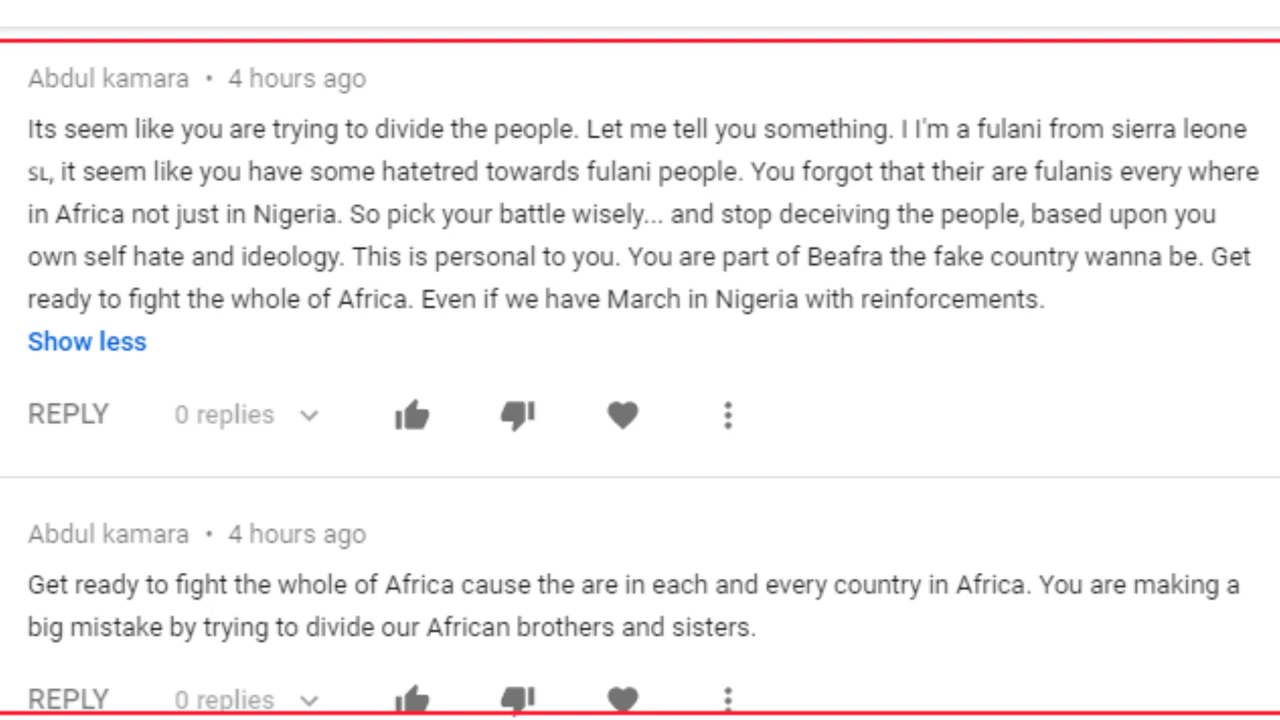 Abdul kamara • 4 hours ago
Its seem like you are trying to divide the people. Let me tell you something. I I'm a fulani from sierra leone
SL, it seem like you have some hatetred towards fulani people. You forgot that their are fulanis every where
in Africa not just in Nigeria. So pick your battle wisely... and stop deceiving the people, based upon you
own self hate and ideology. This is personal to you. You are part of Beafra the fake country wanna be. Get
ready to fight the whole of Africa. Even if we have March in Nigeria with reinforcements.
Show less
REPLY 0 replies
Abdul kamara • 4 hours ago
Get ready to fight the whole of Africa cause the are in each and every country in Africa. You are making a
big mistake by trying to divide our African brothers and sisters.
REPLY 0 replies